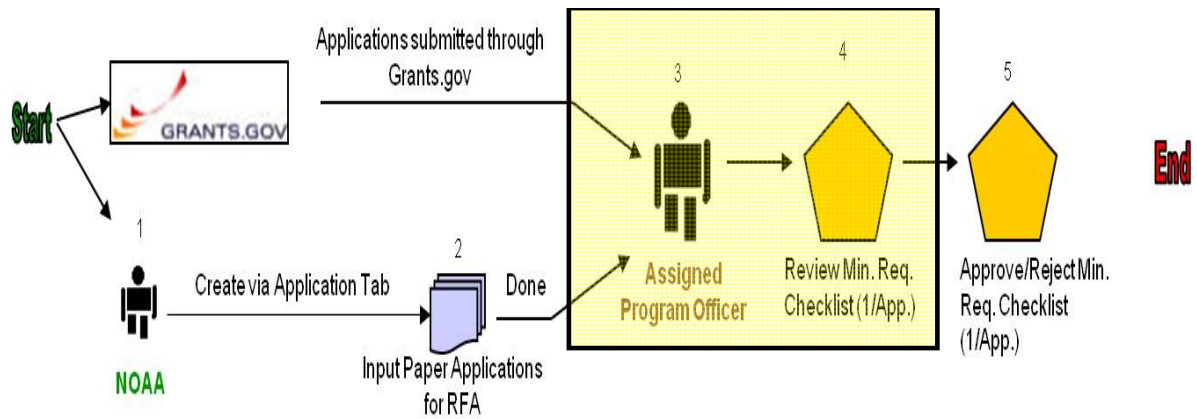 Start
GRANTS.GOV
Applications submitted through
Grants.gov
1
NOAA
Create via Application Tab
2
Input Paper Applications
for RFA
Done
3
Assigned
Program Officer
4
Review Min. Req.
Checklist (1/App.)
5
Approve/Reject Min.
Req. Checklist
(1/App.)
End